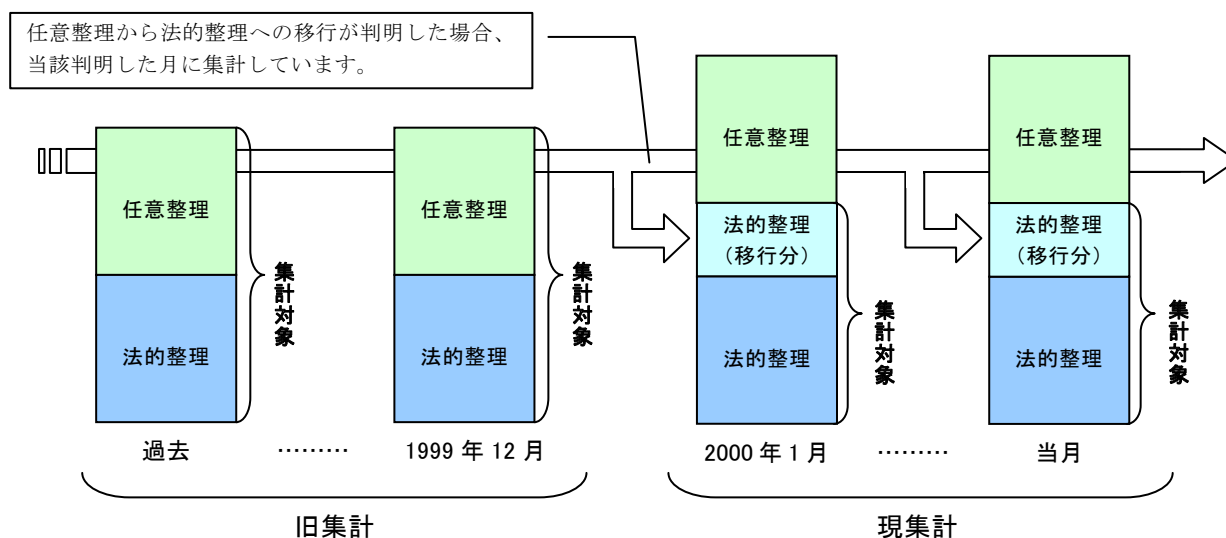 任意整理から法的整理への移行が判明した場合、
当該判明した月に集計しています。
任意整理
法的整理
集計対象
過去
………
任意整理
法的整理
集計対象
1999 年 12 月
旧集計
任意整理
法的整理
（移行分）
法的整理
集計対象
2000 年 1 月
………
任意整理
法的整理
（移行分）
法的整理
集計対象
当月
現集計